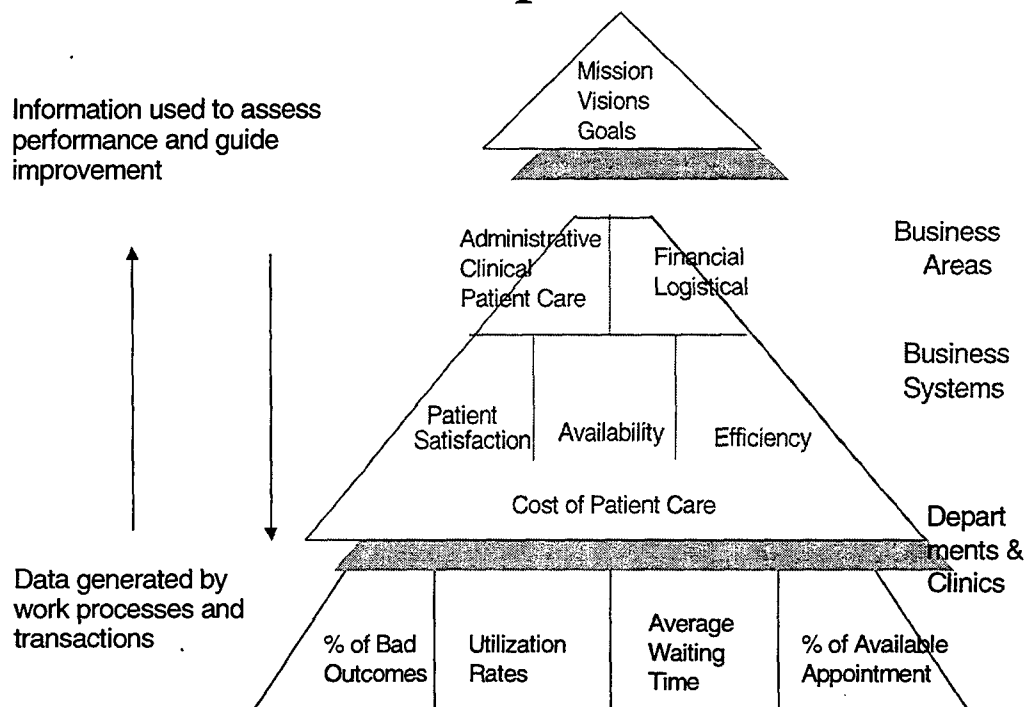 Mission
Visions
Goals
Information used to assess
performance and guide
improvement
Administrative
Clinical
Patient Care
Financial
Logistical
Business
Areas
Business
Systems
Patient
Satisfaction
Availability
Efficiency
Cost of Patient Care
Depart
ments &
Clinics
Data generated by
work processes and
transactions
% of Bad
Outcomes
Utilization
Rates
Average
Waiting
Time
% of Available
Appointment